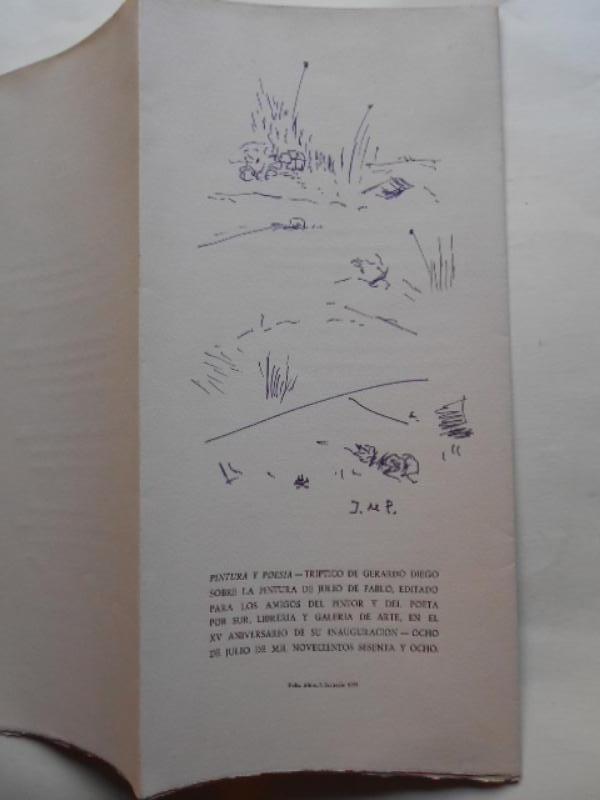 J. de P.
PINTURA Y POESIA — TRIPTICO DE GERARDO DIEGO
SOBRE LA PINTURA DE JULIO DE PABLO, EDITADO
PARA LOS AMIGOS DEL PINTOR Y DEL POETA
POR SUR, LIBRERIA Y GALERIA DE ARTE, EN EL
XV ANIVERSARIO DE SU INAUGURACION — OCHO
DE JULIO DE MIL NOVECIENTOS SESENTA Y OCHO.